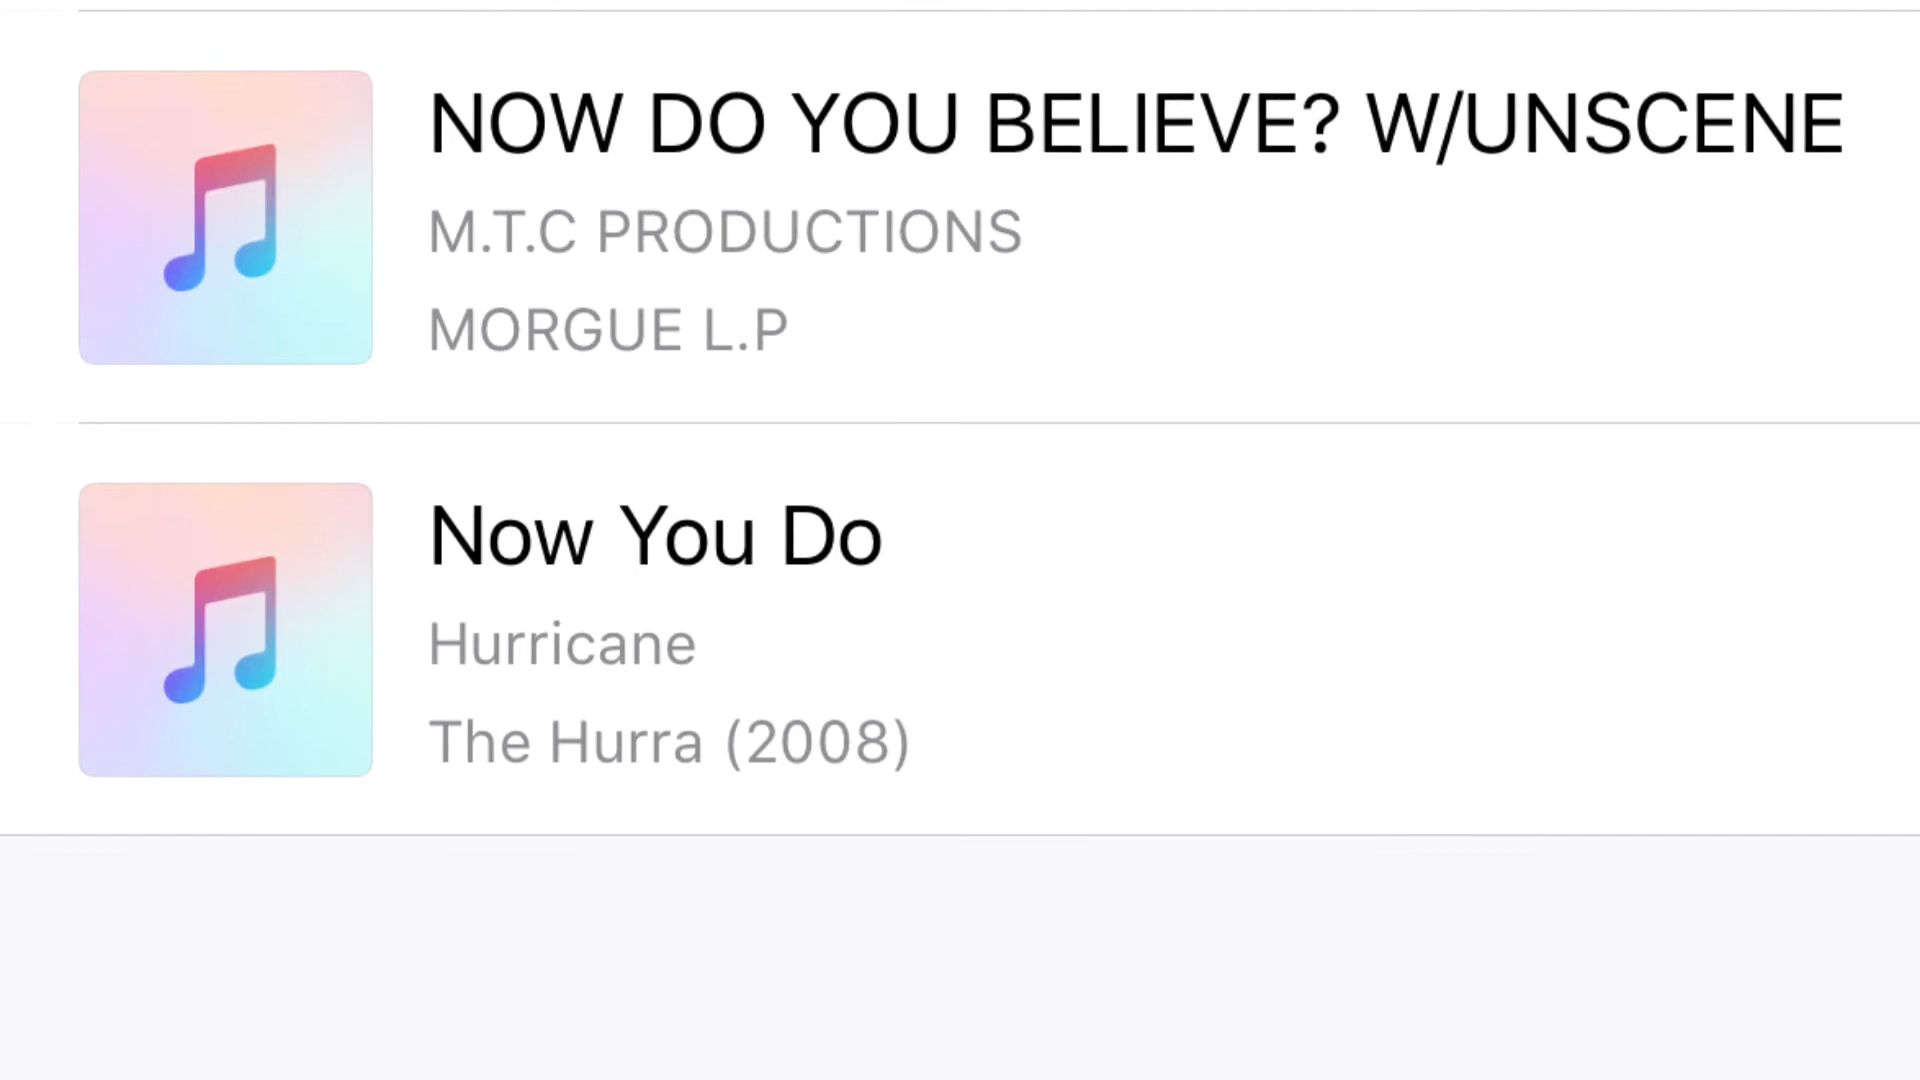 NOW DO YOU BELIEVE? W/UNSCENE
M.T.C PRODUCTIONS
MORGUE L.P
Now You Do
Hurricane
The Hurra (2008)